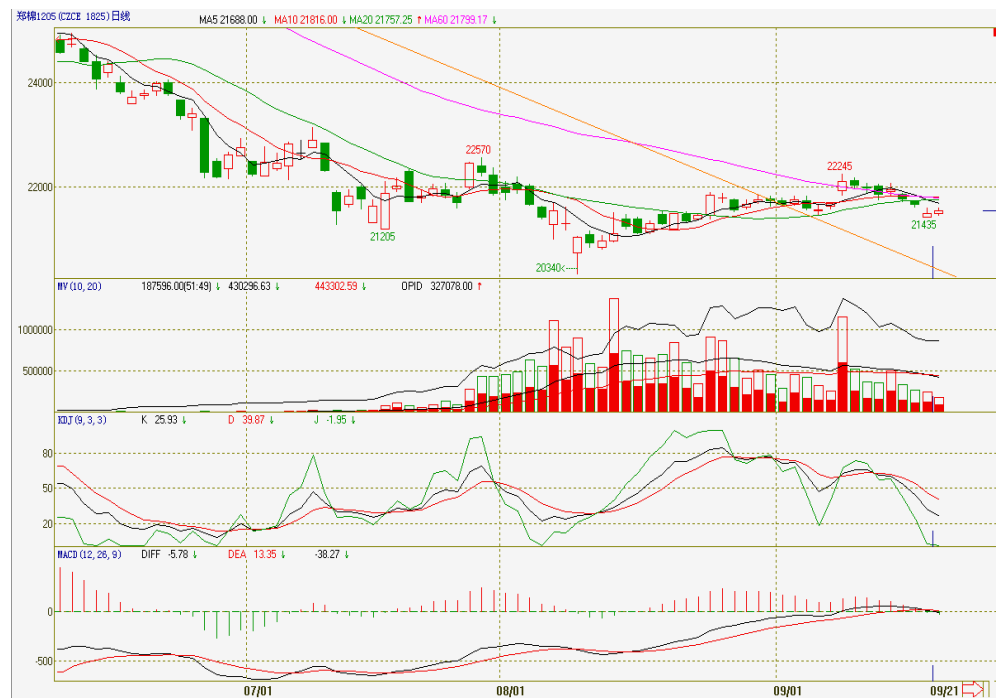 郑棉1205(CZCE 1825)日线 MA5 21688.00 ↓ MA10 21816.00 ↓ MA20 21757.25 ↑ MA60 21799.17 ↓
24000
22000
22570
22245
21205
21435
20340<
MV(10,20) 187596.00(51:49) ↓ 430296.63 ↓ 443302.59 ↓ OPID 327078.00 ↑
1000000
500000
KDJ(9,3,3) K 25.93 ↓ D 39.87 ↓ J -1.95 ↓
80
50
20
MACD(12,26,9) DIFF -5.78 ↓ DEA 13.35 ↓ -38.27 ↓
0
-500
07/01 08/01 09/01 09/21